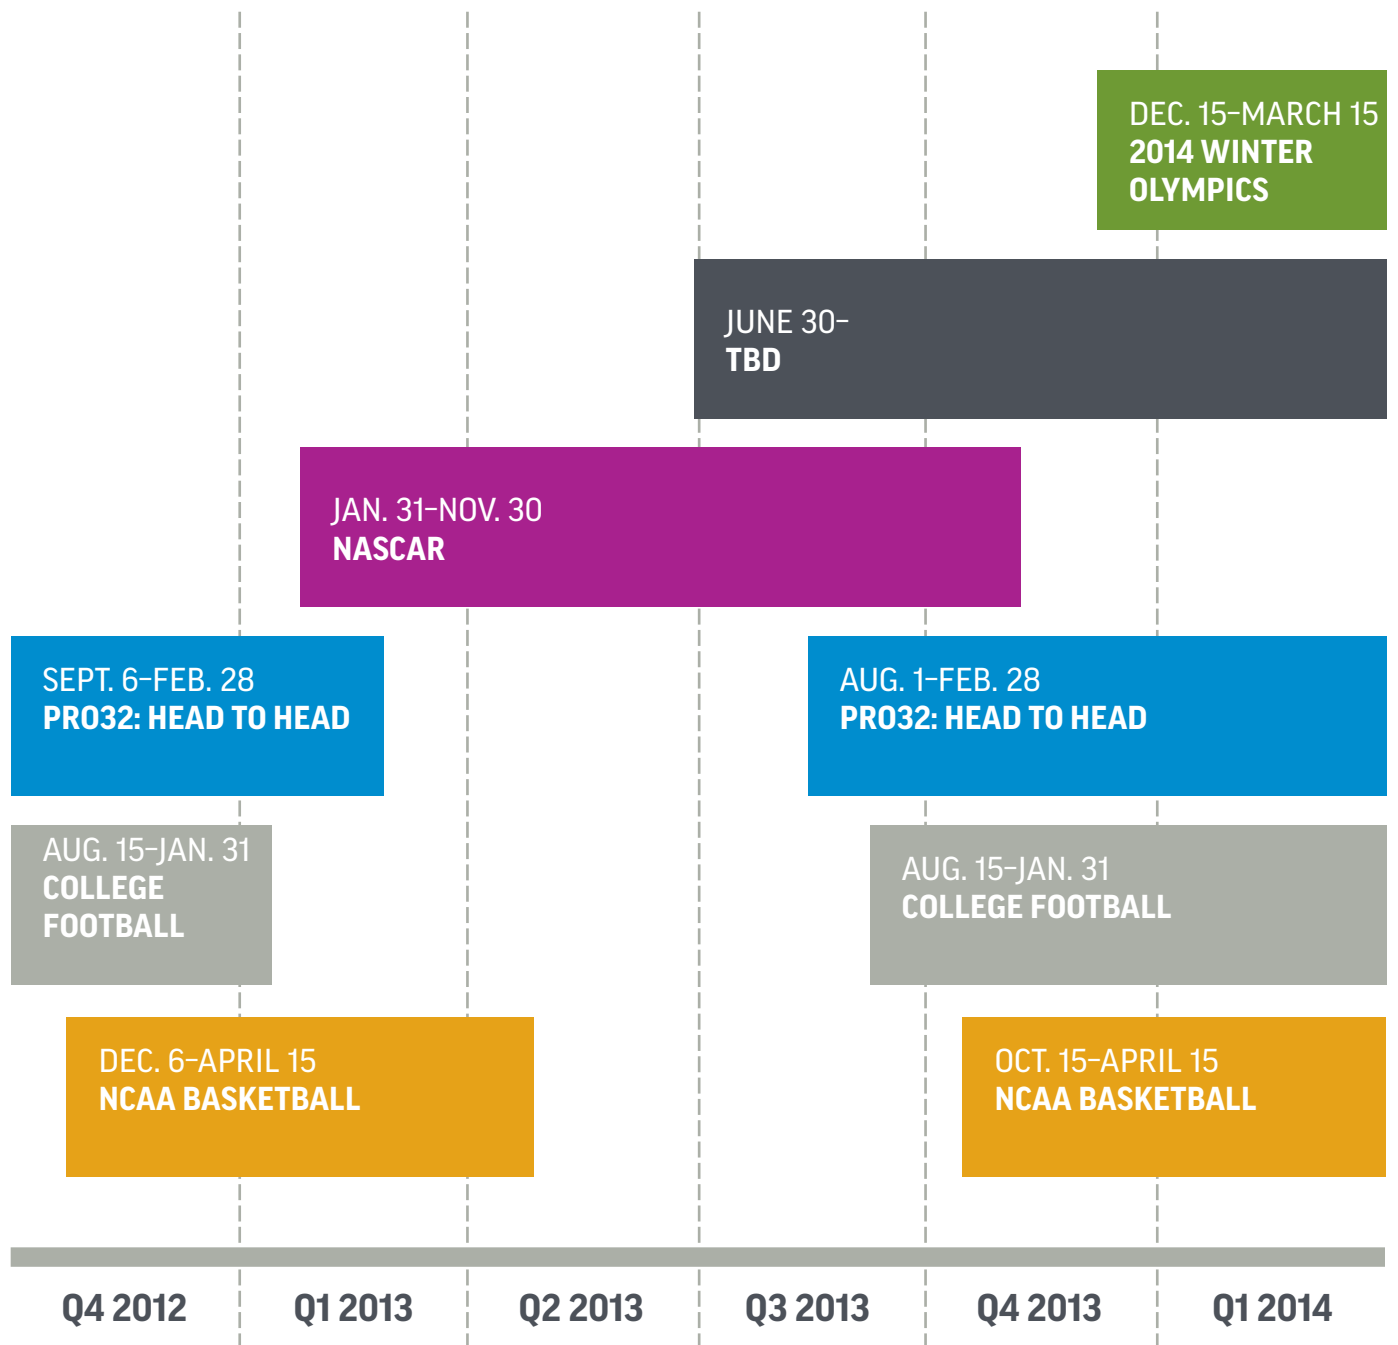 DEC. 15–MARCH 15
2014 WINTER
OLYMPICS
JUNE 30–
TBD
JAN. 31–NOV. 30
NASCAR
SEPT. 6–FEB. 28
PRO32: HEAD TO HEAD
AUG. 1–FEB. 28
PRO32: HEAD TO HEAD
AUG. 15–JAN. 31
COLLEGE
FOOTBALL
AUG. 15–JAN. 31
COLLEGE FOOTBALL
DEC. 6–APRIL 15
NCAA BASKETBALL
OCT. 15–APRIL 15
NCAA BASKETBALL
Q4 2012
Q1 2013
Q2 2013
Q3 2013
Q4 2013
Q1 2014